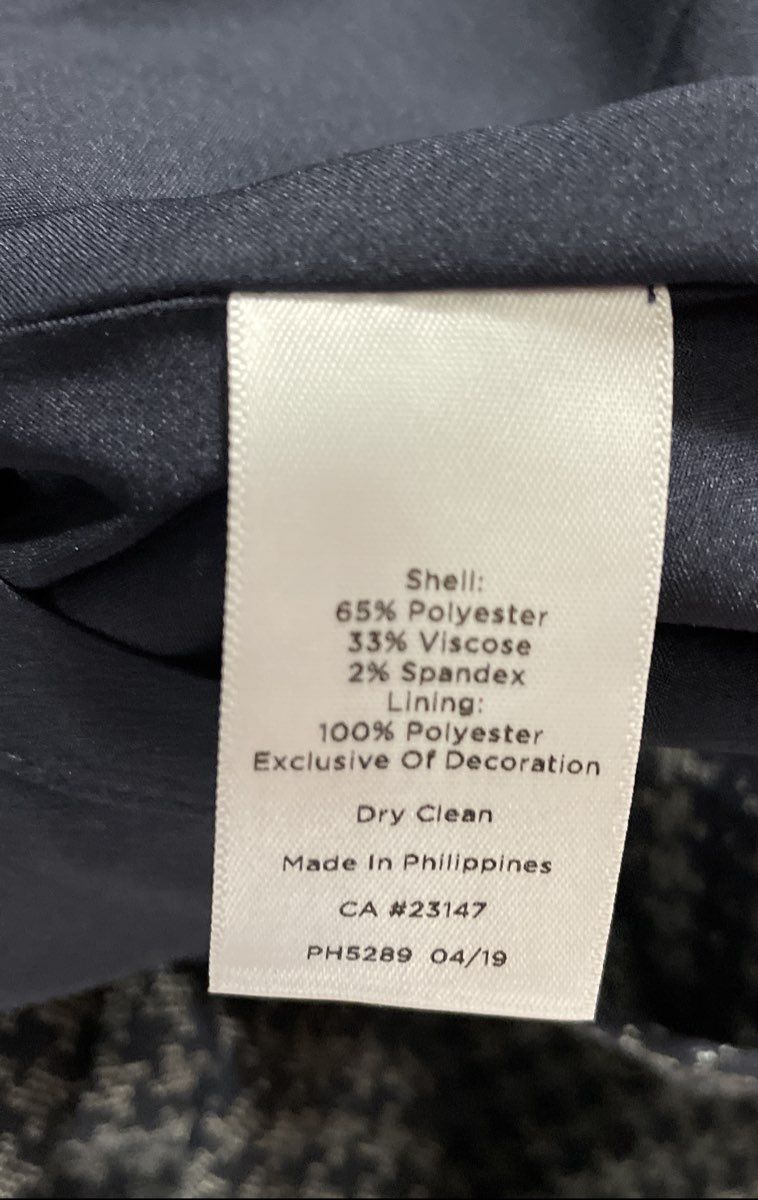 Shell:
65% Polyester
33% Viscose
2% Spandex
Lining:
100% Polyester
Exclusive Of Decoration
Dry Clean
Made In Philippines
CA #23147
PH5289 04/19